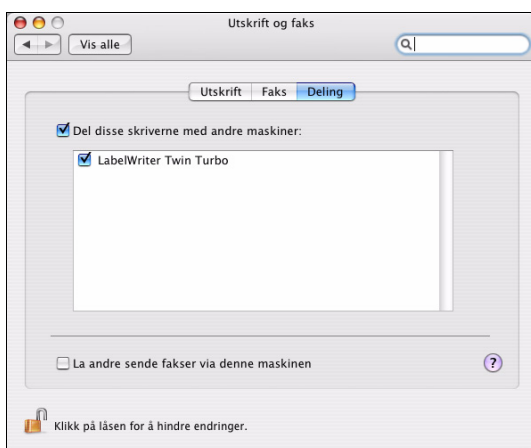 Utskrift og faks
Vis alle
Utskrift Faks Deling
Del disse skriverne med andre maskiner:
LabelWriter Twin Turbo
La andre sende fakser via denne maskinen
?
Klikk på låsen for å hindre endringer.